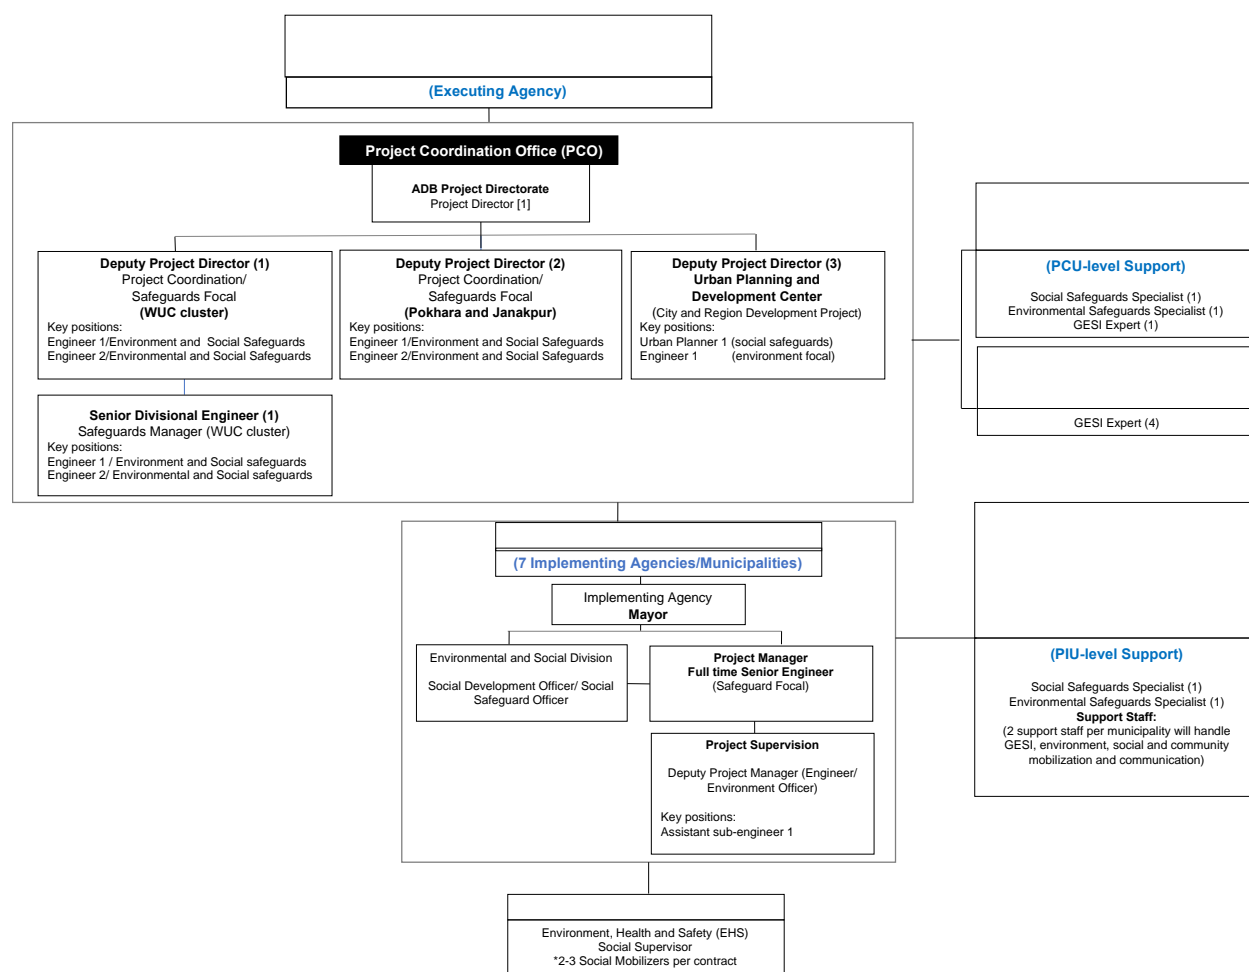 (Executing Agency)
Project Coordination Office (PCO)
ADB Project Directorate
Project Director [1]
Deputy Project Director (1)
Project Coordination/
Safeguards Focal
(WUC cluster)
Key positions:
Engineer 1/Environment and Social Safeguards
Engineer 2/Environmental and Social Safeguards
Deputy Project Director (2)
Project Coordination/
Safeguards Focal
(Pokhara and Janakpur)
Key positions:
Engineer 1/Environment and Social Safeguards
Engineer 2/Environment and Social Safeguards
Deputy Project Director (3)
Urban Planning and
Development Center
(City and Region Development Project)
Key positions:
Urban Planner 1 (social safeguards)
Engineer 1 (environment focal)
Senior Divisional Engineer (1)
Safeguards Manager (WUC cluster)
Key positions:
Engineer 1 / Environment and Social safeguards
Engineer 2/ Environmental and Social safeguards
(PCU-level Support)
Social Safeguards Specialist (1)
Environmental Safeguards Specialist (1)
GESI Expert (1)
GESI Expert (4)
(7 Implementing Agencies/Municipalities)
Implementing Agency
Mayor
Environmental and Social Division
Social Development Officer/ Social
Safeguard Officer
Project Manager
Full time Senior Engineer
(Safeguard Focal)
Project Supervision
Deputy Project Manager (Engineer/
Environment Officer)
Key positions:
Assistant sub-engineer 1
(PIU-level Support)
Social Safeguards Specialist (1)
Environmental Safeguards Specialist (1)
Support Staff:
(2 support staff per municipality will handle
GESI, environment, social and community
mobilization and communication)
Environment, Health and Safety (EHS)
Social Supervisor
*2-3 Social Mobilizers per contract